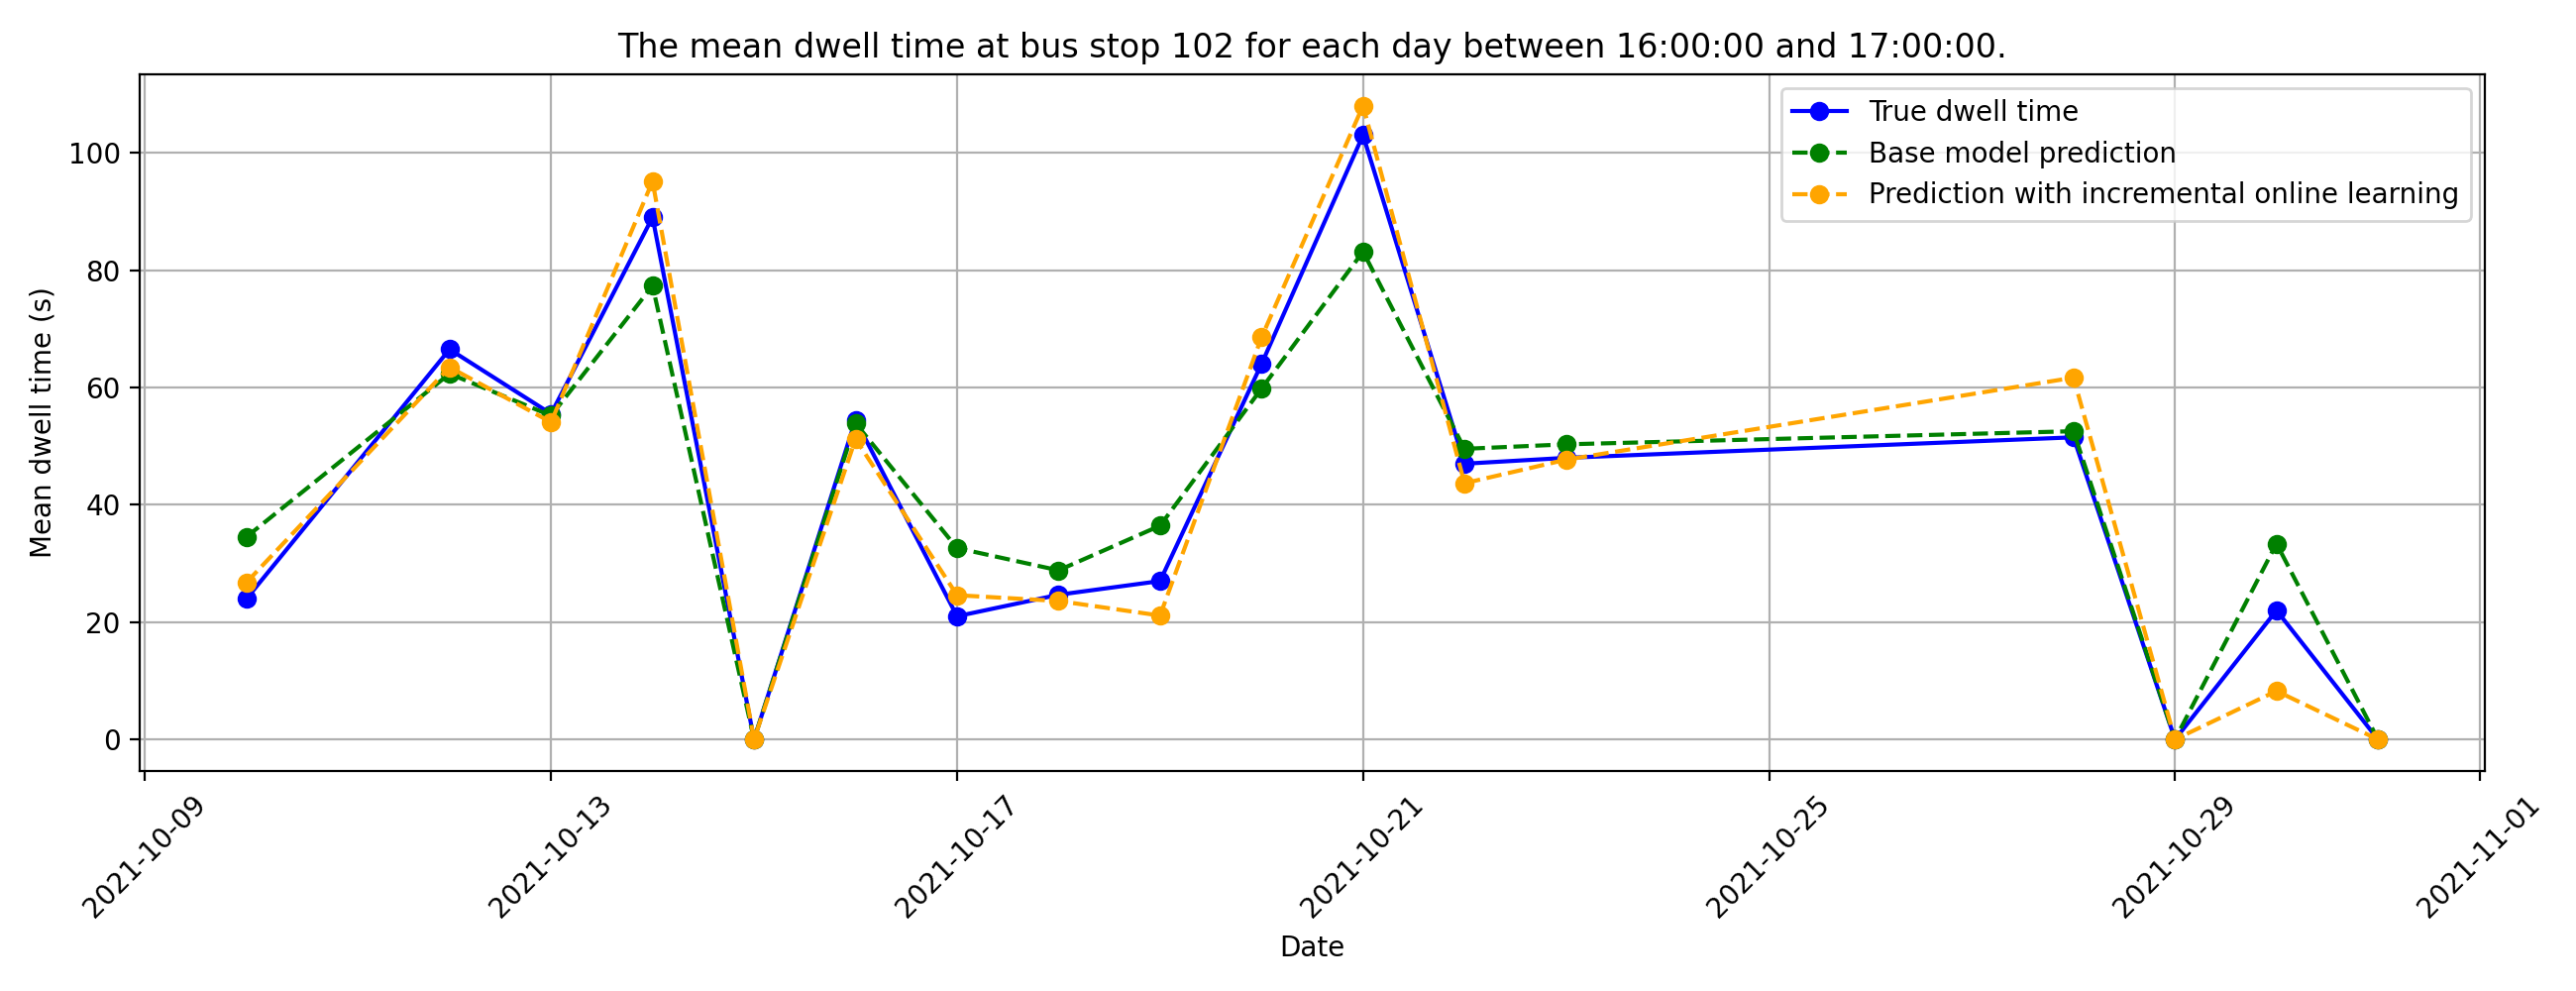 The mean dwell time at bus stop 102 for each day between 16:00:00 and 17:00:00.
True dwell time
Base model prediction
Prediction with incremental online learning
Mean dwell time (s)
100
80
60
40
20
0
2021-10-09
2021-10-13
2021-10-17
2021-10-21
2021-10-25
2021-10-29
2021-11-01
Date